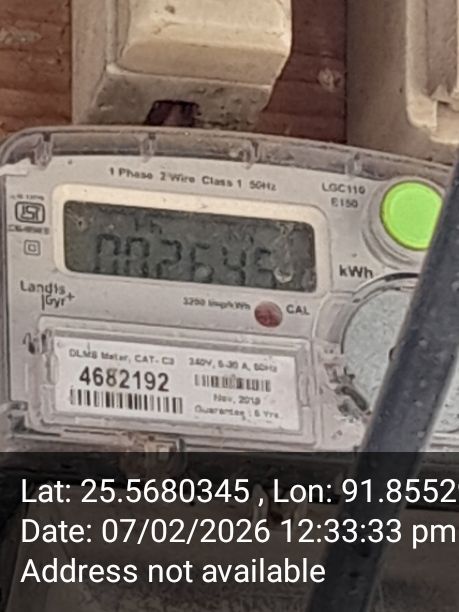 1 Phase 2 Wire Class 1 50Hz
LGC110
E150
002645
kWh
Landis
Gyr+
3200 imp/kWh
CAL
DLMS Meter, CAT- C3
240V, 5-30 A, 50Hz
4682192
Nov, 2019
Guarantee : 5 Yrs.
Lat: 25.5680345 , Lon: 91.8552
Date: 07/02/2026 12:33:33 pm
Address not available